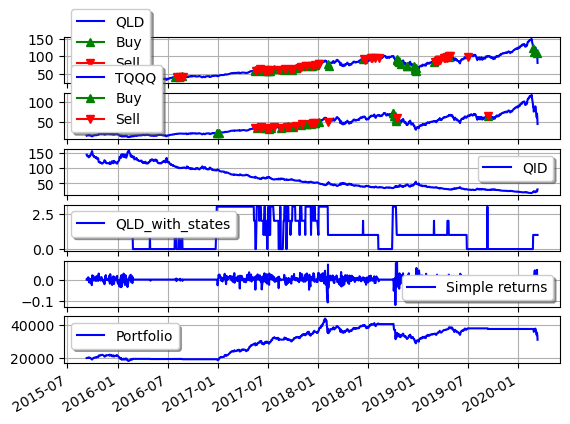 QLD
Buy
Sell
150
100
50
TQQQ
Buy
Sell
100
50
150
100
50
QID
2.5
0.0
QLD_with_states
0.0
−0.1
Simple returns
40000
20000
Portfolio
2015-07
2016-01
2016-07
2017-01
2017-07
2018-01
2018-07
2019-01
2019-07
2020-01